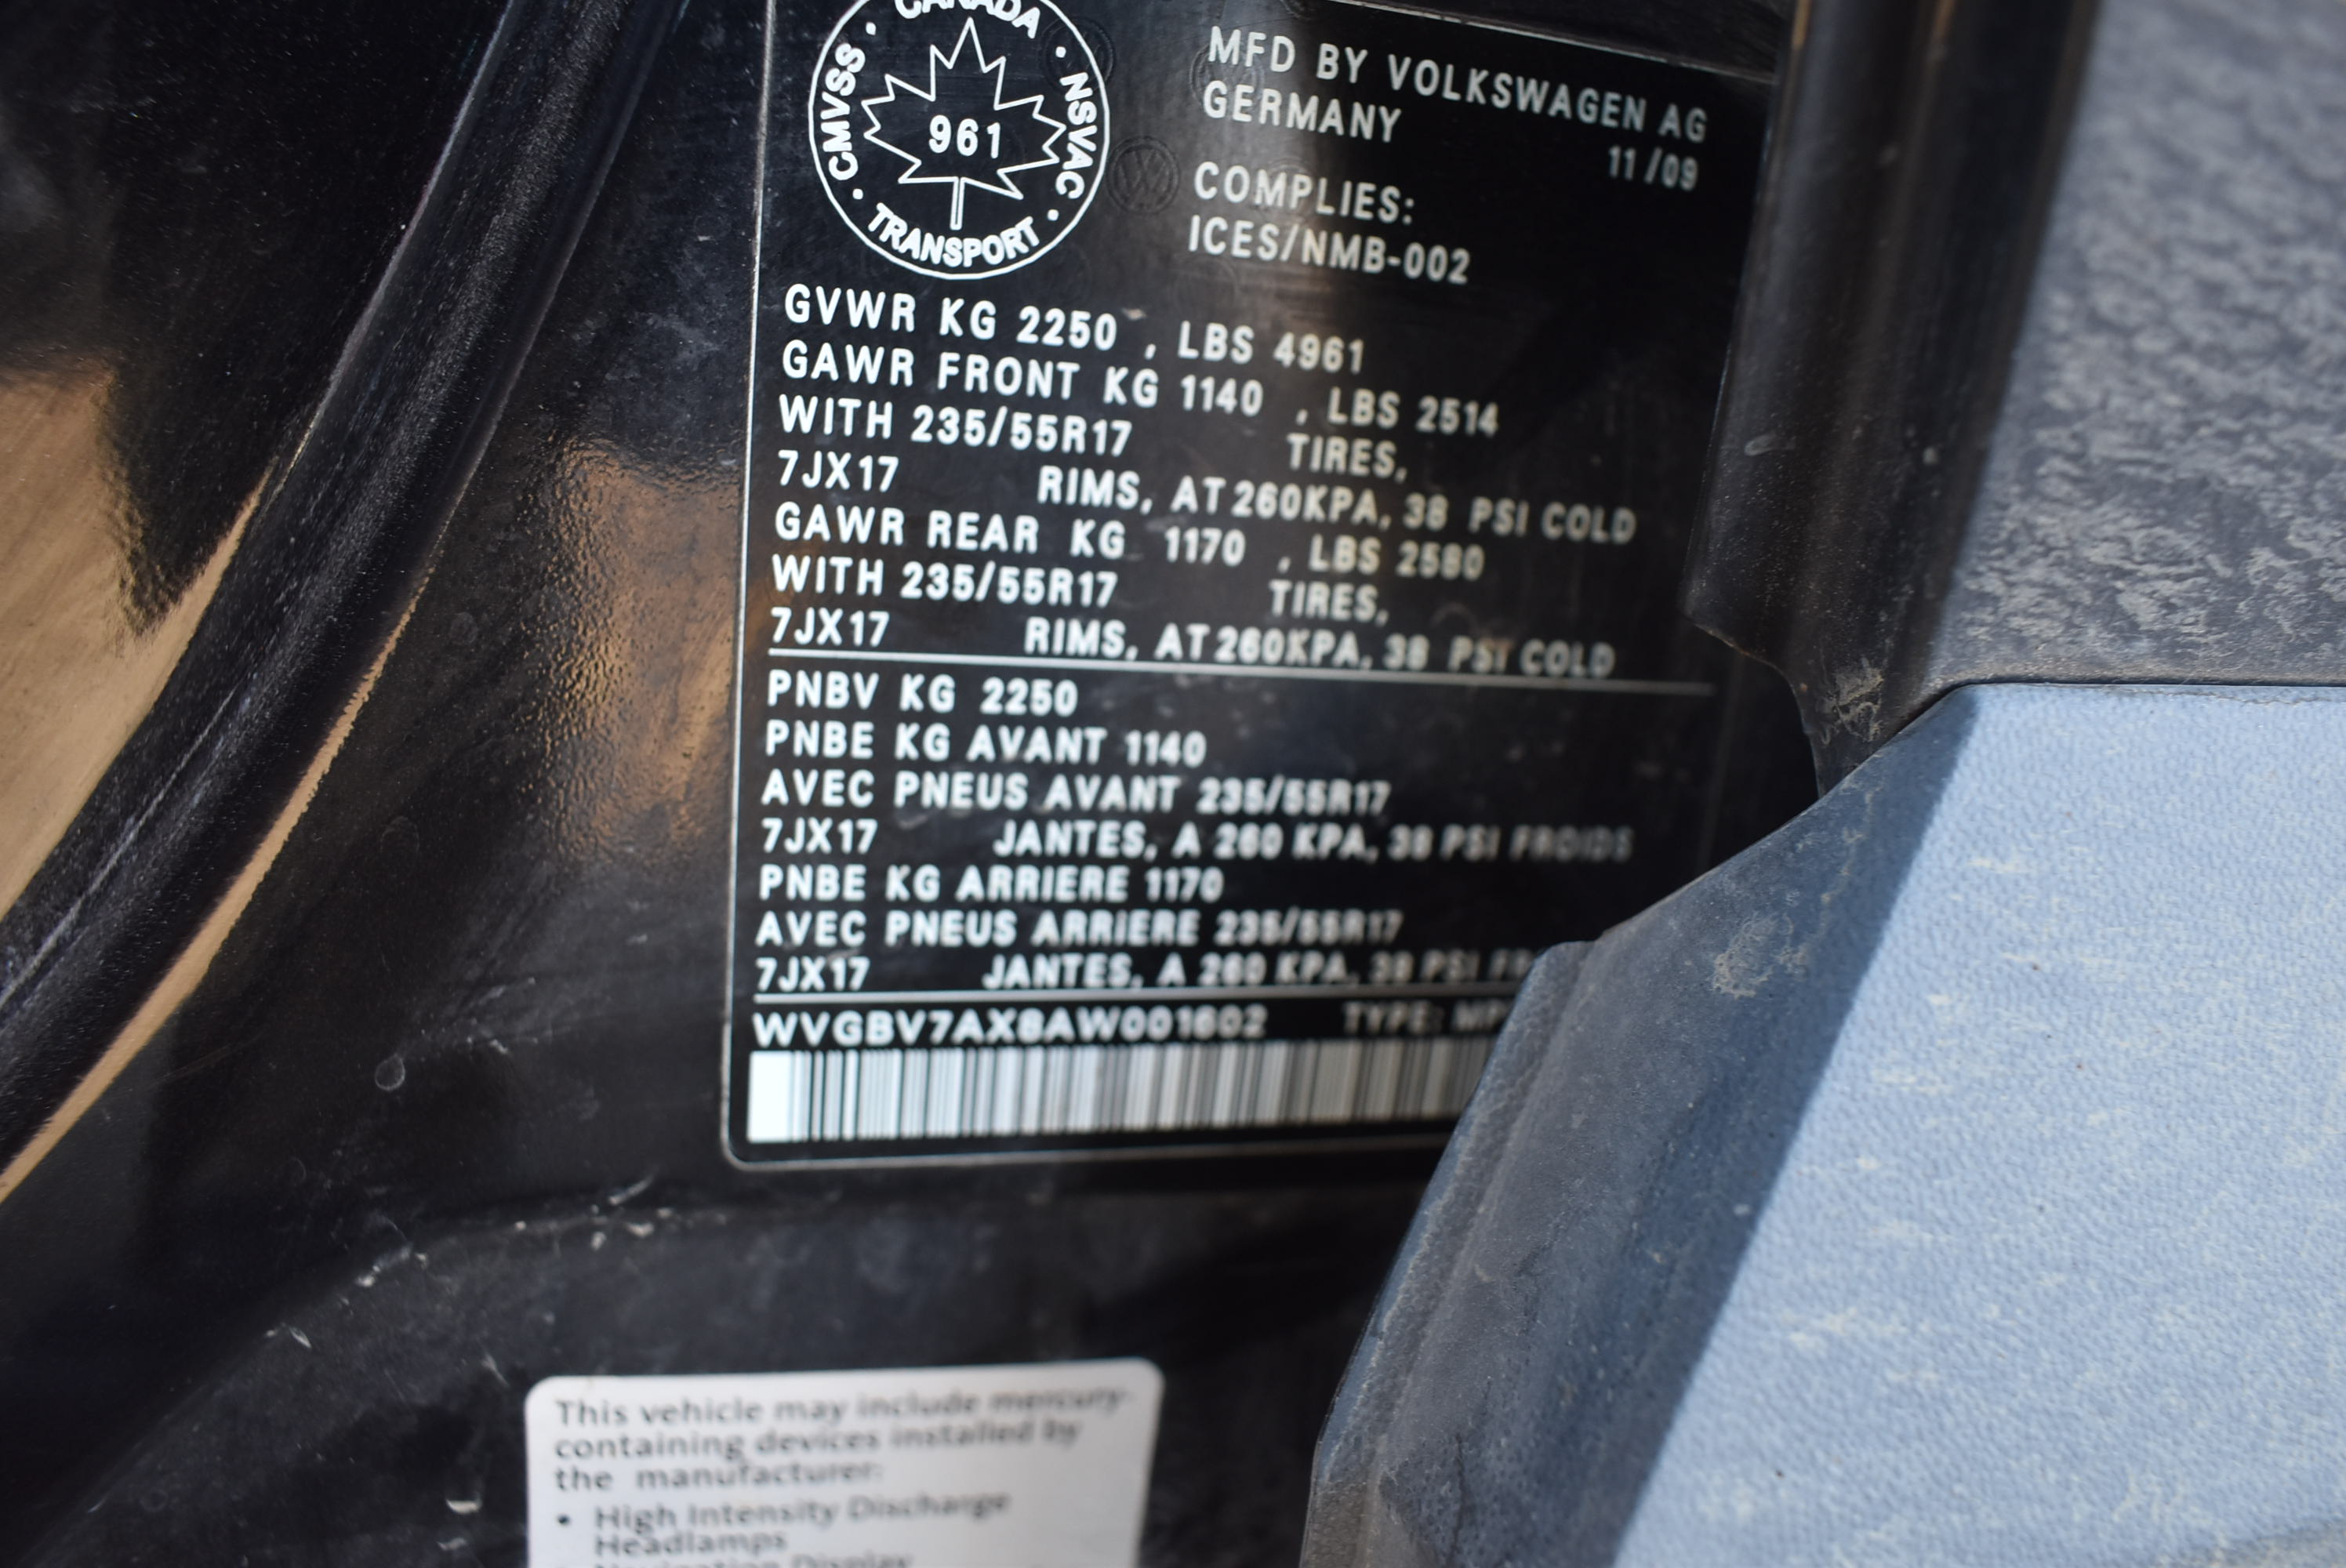 CANADA
CMVSS · NSVAC
961
TRANSPORT
MFD BY VOLKSWAGEN AG
GERMANY
11/09
COMPLIES:
ICES/NMB-002
GVWR KG 2250 , LBS 4961
GAWR FRONT KG 1140 , LBS 2514
WITH 235/55R17 TIRES,
7JX17 RIMS, AT 260KPA, 38 PSI COLD
GAWR REAR KG 1170 , LBS 2580
WITH 235/55R17 TIRES,
7JX17 RIMS, AT 260KPA, 38 PSI COLD
PNBV KG 2250
PNBE KG AVANT 1140
AVEC PNEUS AVANT 235/55R17
7JX17 JANTES, A 260 KPA, 38 PSI FROIDS
PNBE KG ARRIERE 1170
AVEC PNEUS ARRIERE 235/55R17
7JX17 JANTES, A 260 KPA, 38 PSI
WVGBV7AX8AW001602 TYPE:
This vehicle may include mercury-
containing devices installed by
the manufacturer:
• High Intensity Discharge
Headlamps
Navigation Display